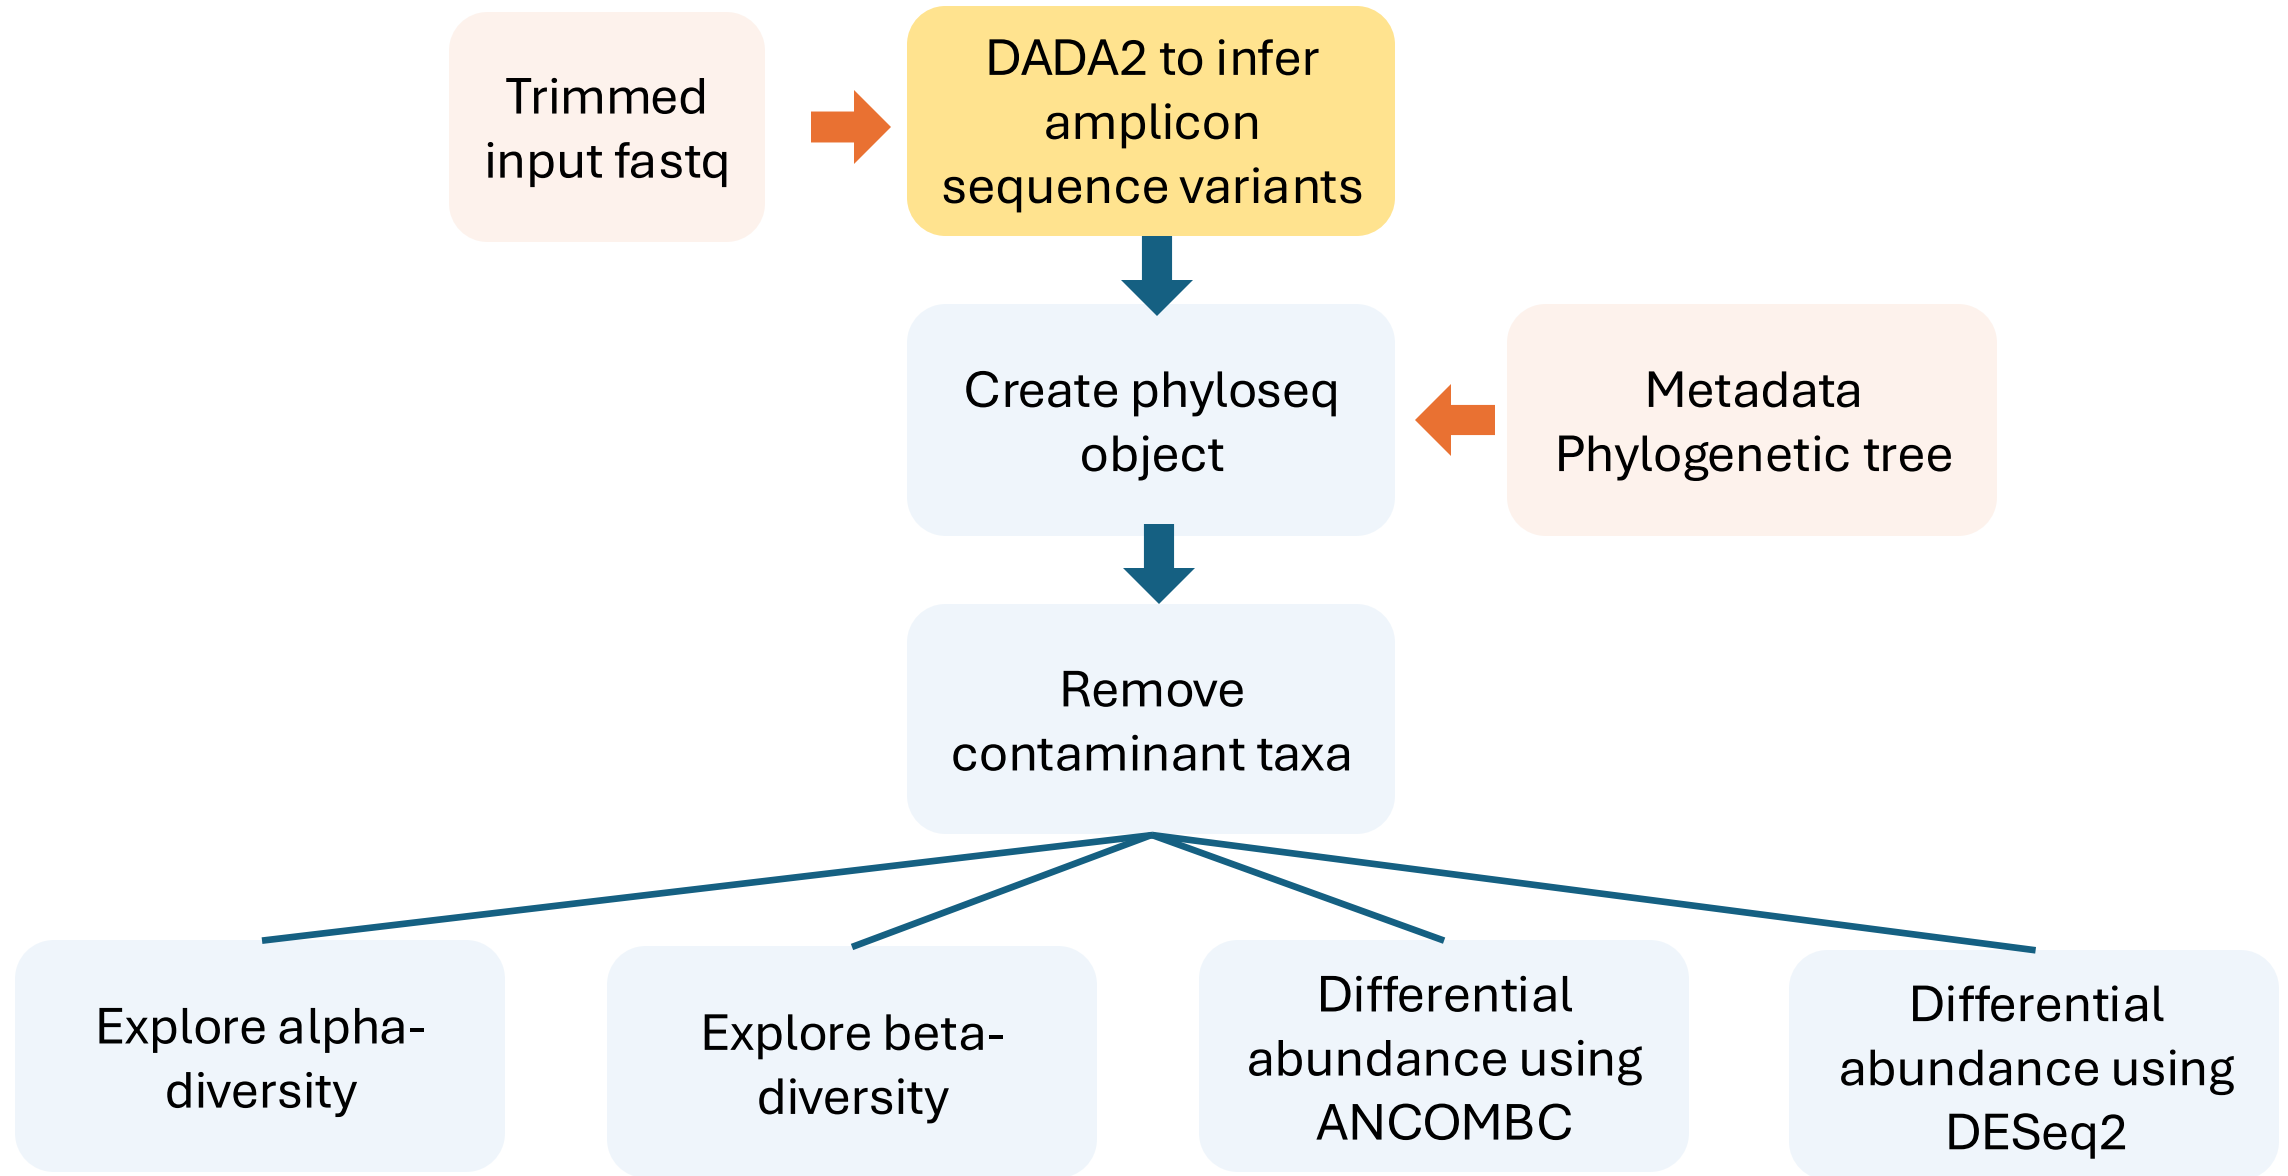 Trimmed
input fastq
DADA2 to infer
amplicon
sequence variants
Create phyloseq
object
Metadata
Phylogenetic tree
Remove
contaminant taxa
Explore alpha-
diversity
Explore beta-
diversity
Differential
abundance using
ANCOMBC
Differential
abundance using
DESeq2